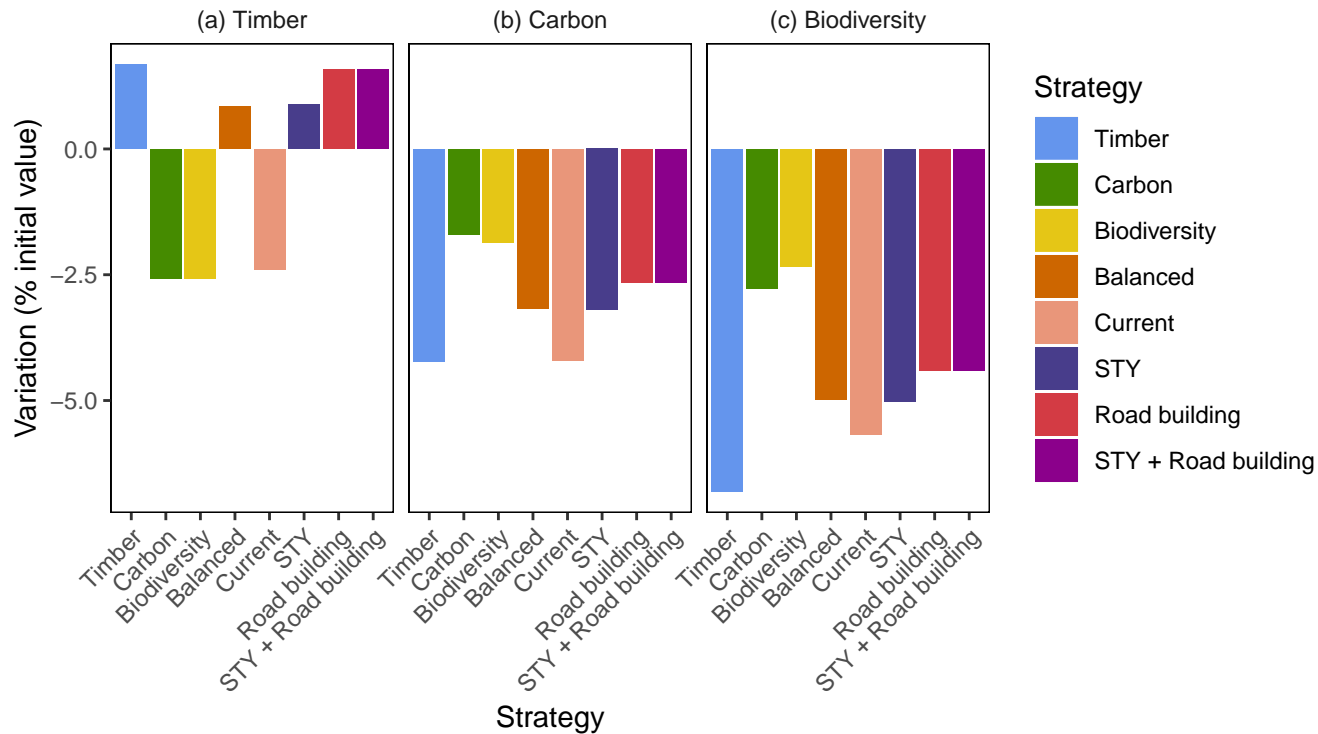 (a) Timber
(b) Carbon
(c) Biodiversity
Variation (% initial value)
0.0
−2.5
−5.0
Timber
Carbon
Biodiversity
Balanced
Current
STY
Road building
STY + Road building
Timber
Carbon
Biodiversity
Balanced
Current
STY
Road building
STY + Road building
Timber
Carbon
Biodiversity
Balanced
Current
STY
Road building
STY + Road building
Strategy
Strategy
Timber
Carbon
Biodiversity
Balanced
Current
STY
Road building
STY + Road building